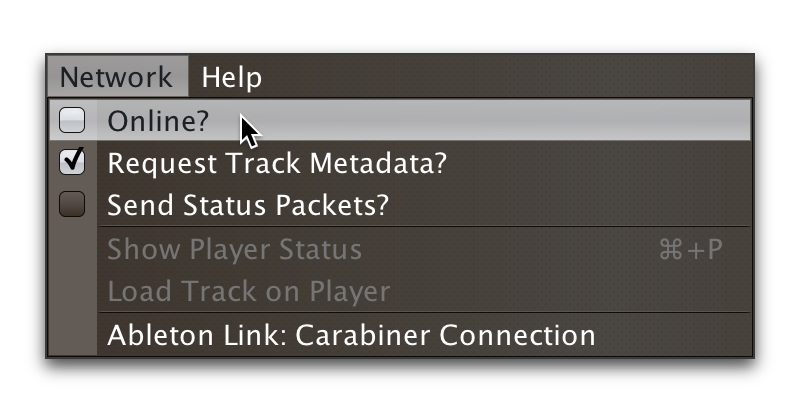 Network Help
Online?
Request Track Metadata?
Send Status Packets?
Show Player Status ⌘+P
Load Track on Player
Ableton Link: Carabiner Connection